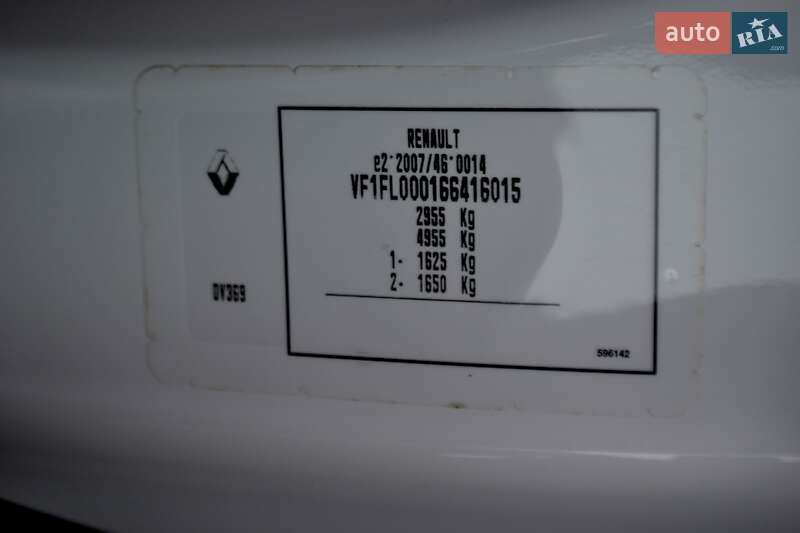 auto RIA .com
RENAULT
e2*2007/46*0014
VF1FL000166416015
2955 Kg
4955 Kg
1- 1625 Kg
2- 1650 Kg
DV369
596142